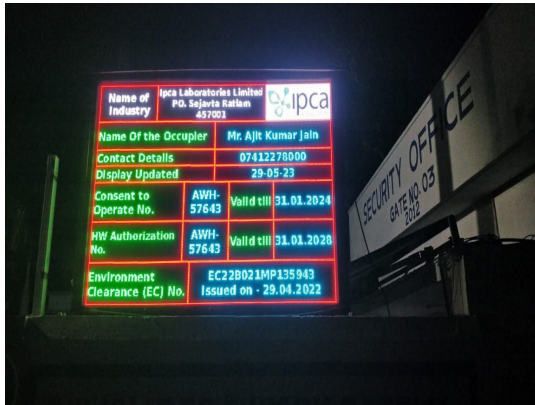 Name of Industry
Ipca Laboratories Limited
PO. Sejavta Ratlam
457001
ipca
Name Of the Occupier
Mr. Ajit Kumar Jain
Contact Details
07412278000
Display Updated
29-05-23
Consent to Operate No.
AWH-57643
Valid till
31.01.2024
HW Authorization No.
AWH-57643
Valid till
31.01.2028
Environment Clearance (EC) No.
EC22B021MP135943
Issued on - 29.04.2022
SECURITY OFFICE
GATE NO. 03
2012